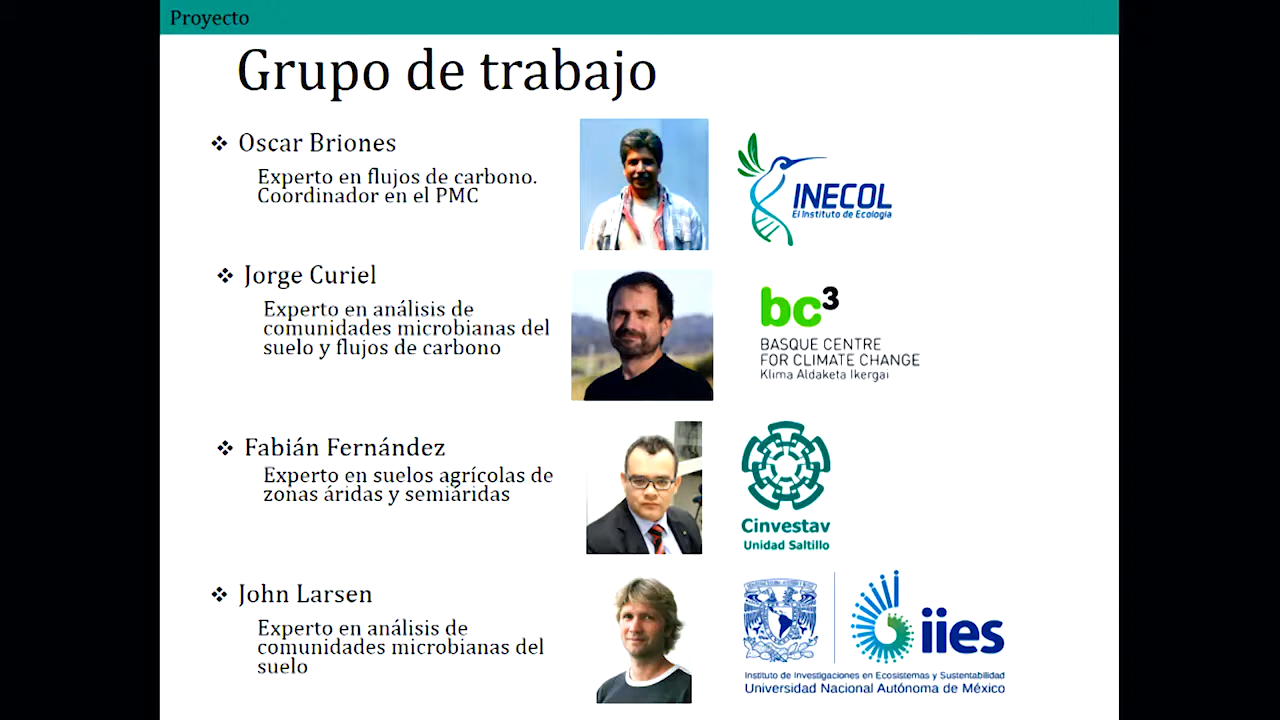 Proyecto
Grupo de trabajo
Oscar Briones
Experto en flujos de carbono.
Coordinador en el PMC
INECOL
El Instituto de Ecología
Jorge Curiel
Experto en análisis de
comunidades microbianas del
suelo y flujos de carbono
bc3
BASQUE CENTRE
FOR CLIMATE CHANGE
Klima Aldaketa Ikergai
Fabián Fernández
Experto en suelos agrícolas de
zonas áridas y semiáridas
Cinvestav
Unidad Saltillo
John Larsen
Experto en análisis de
comunidades microbianas del
suelo
iies
Instituto de Investigaciones en Ecosistemas y Sustentabilidad
Universidad Nacional Autónoma de México